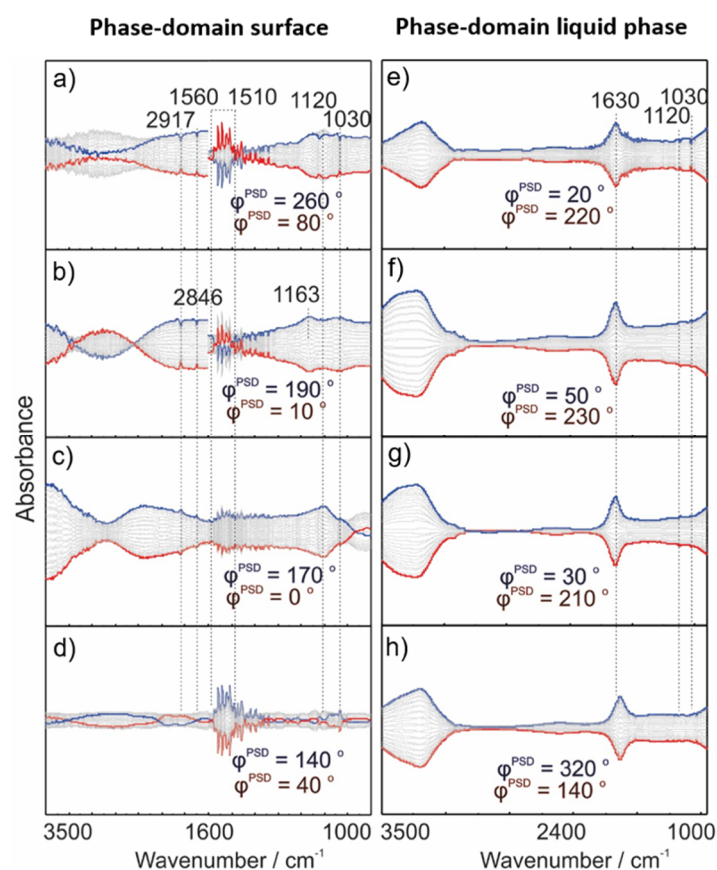 Phase-domain surface
Phase-domain liquid phase
a)
1560
1510
1120
2917
1030
φPSD = 260 °
φPSD = 80 °
b)
2846
1163
φPSD = 190 °
φPSD = 10 °
c)
φPSD = 170 °
φPSD = 0 °
d)
φPSD = 140 °
φPSD = 40 °
e)
1630
1030
1120
φPSD = 20 °
φPSD = 220 °
f)
φPSD = 50 °
φPSD = 230 °
g)
φPSD = 30 °
φPSD = 210 °
h)
φPSD = 320 °
φPSD = 140 °
Absorbance
3500 1600 1000
3500 2400 1000
Wavenumber / cm-1
Wavenumber / cm-1